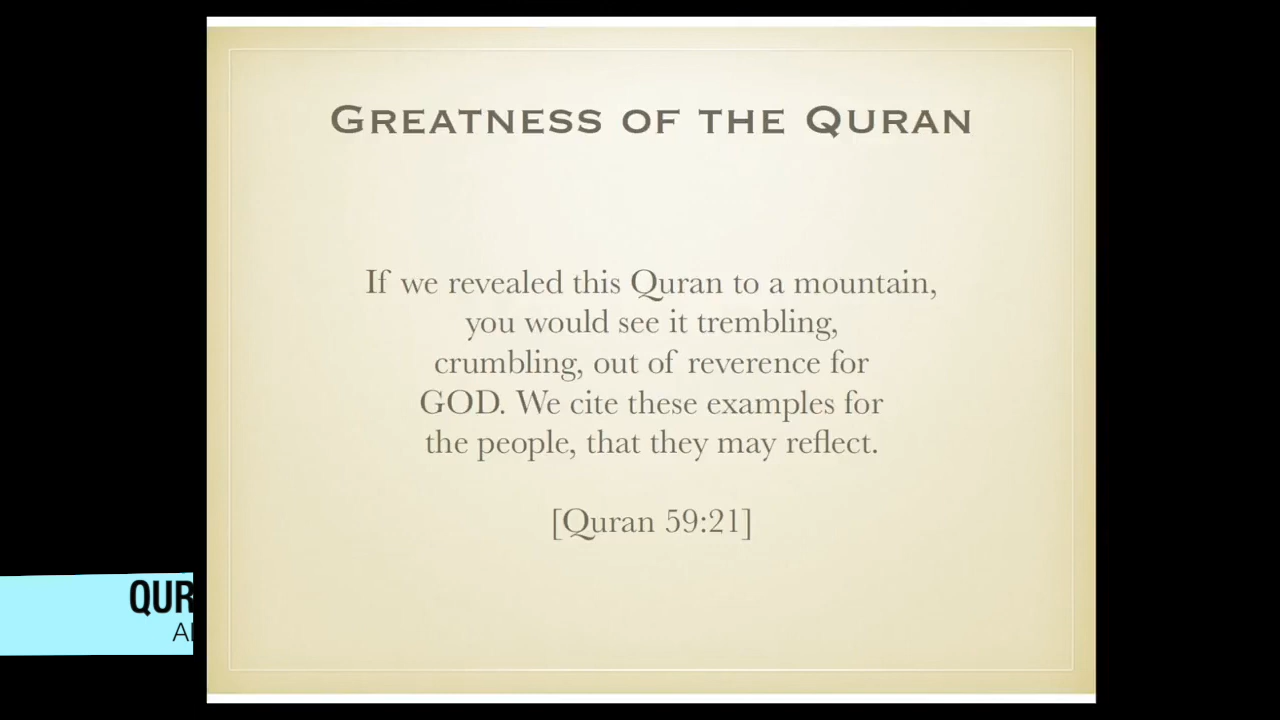 GREATNESS OF THE QURAN
If we revealed this Quran to a mountain,
you would see it trembling,
crumbling, out of reverence for
GOD. We cite these examples for
the people, that they may reflect.
[Quran 59:21]
QUR